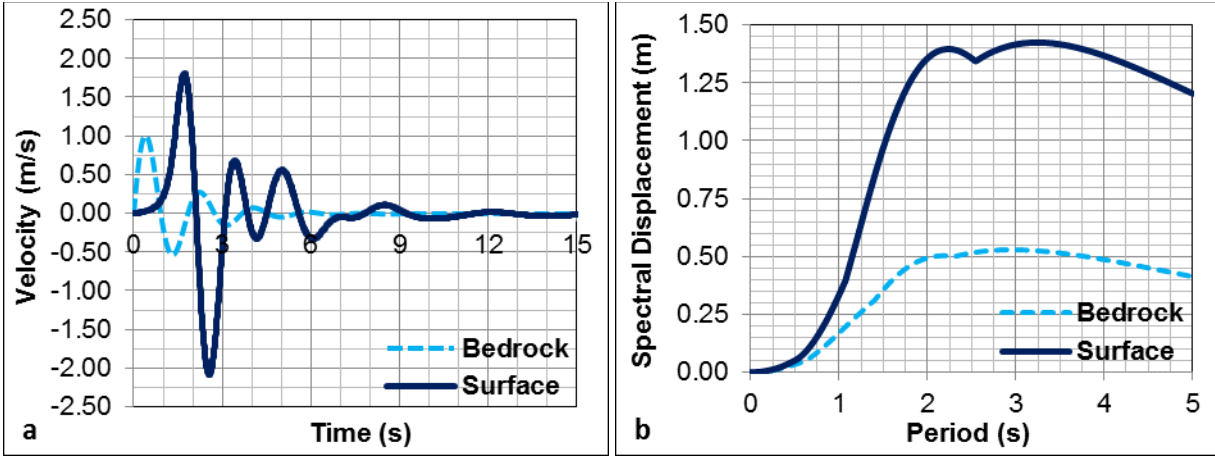 2.50
2.00
1.50
1.00
0.50
0.00
-0.50
-1.00
-1.50
-2.00
-2.50
Velocity (m/s)
0 3 6 9 12 15
Bedrock
Surface
a
Time (s)
1.50
1.25
1.00
0.75
0.50
0.25
0.00
Spectral Displacement (m)
Bedrock
Surface
0 1 2 3 4 5
b
Period (s)